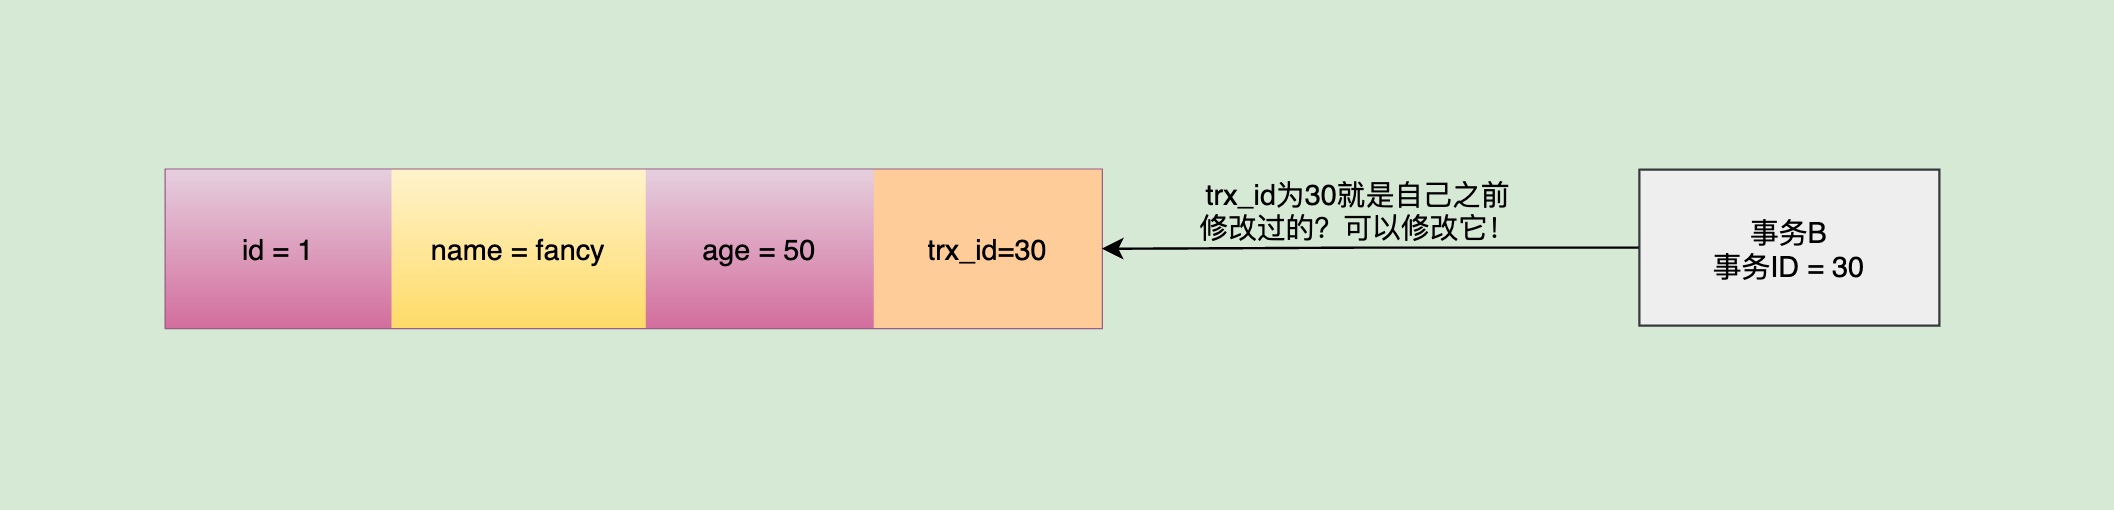 id = 1
name = fancy
age = 50
trx_id=30
trx_id为30就是自己之前
修改过的？可以修改它！
事务B
事务ID = 30